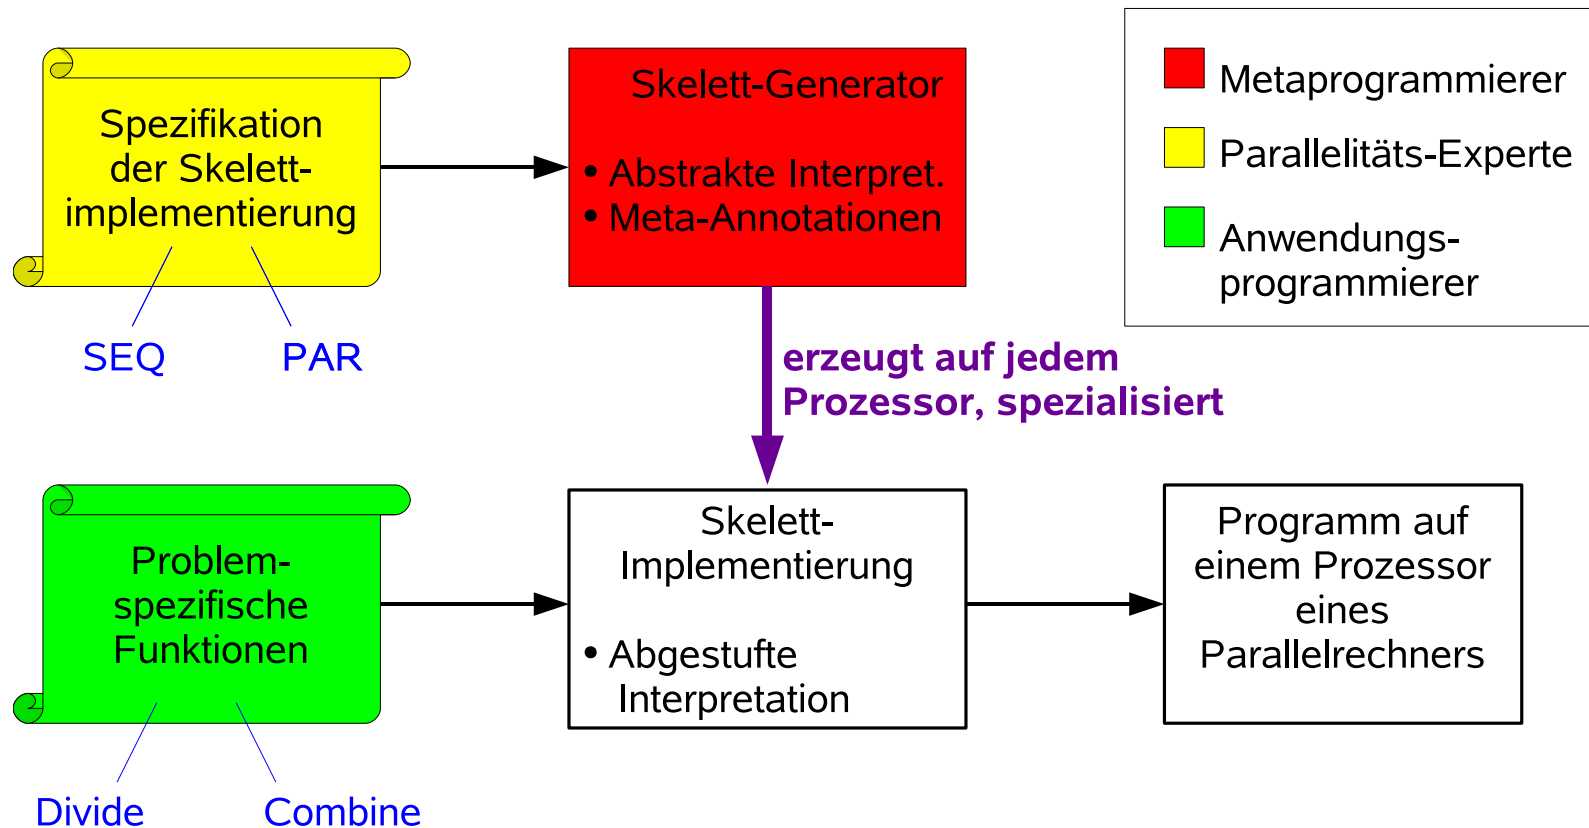 Spezifikation
der Skelett-
implementierung
SEQ
PAR
Skelett-Generator
• Abstrakte Interpret.
• Meta-Annotationen
Metaprogrammierer
Parallelitäts-Experte
Anwendungs-
programmierer
erzeugt auf jedem
Prozessor, spezialisiert
Problem-
spezifische
Funktionen
Divide
Combine
Skelett-
Implementierung
• Abgestufte
Interpretation
Programm auf
einem Prozessor
eines
Parallelrechners